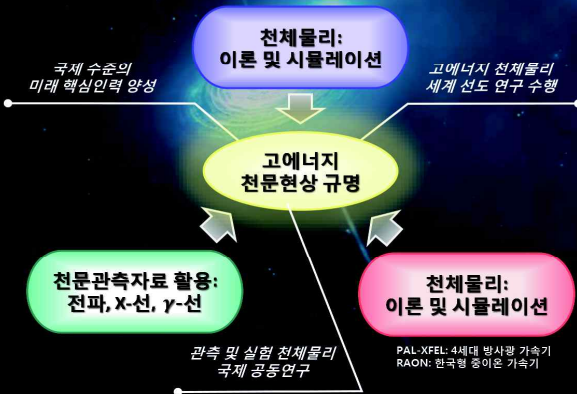 천체물리:
이론 및 시뮬레이션
국제 수준의
미래 핵심인력 양성
고에너지 천체물리
세계 선도 연구 수행
고에너지
천문현상 규명
천문관측자료 활용:
전파, X-선, γ-선
천체물리:
이론 및 시뮬레이션
관측 및 실험 천체물리
국제 공동연구
PAL-XFEL: 4세대 방사광 가속기
RAON: 한국형 중이온 가속기